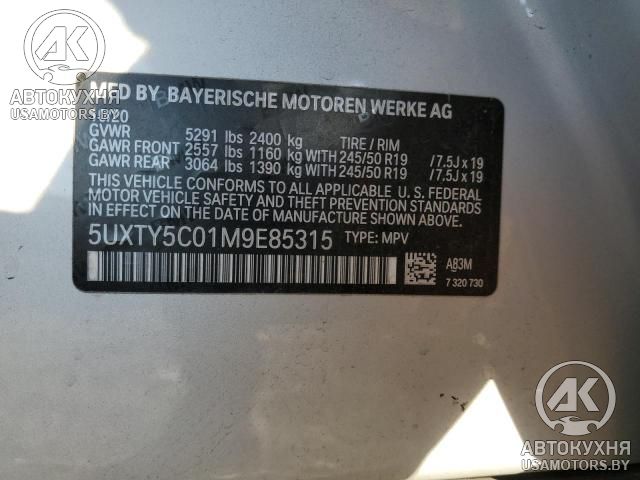 MFD BY BAYERISCHE MOTOREN WERKE AG
/20
GVWR 5291 lbs 2400 kg TIRE / RIM
GAWR FRONT 2557 lbs 1160 kg WITH 245/50 R19 /7.5J x 19
GAWR REAR 3064 lbs 1390 kg WITH 245/50 R19 /7.5J x 19
THIS VEHICLE CONFORMS TO ALL APPLICABLE U. S. FEDERAL
MOTOR VEHICLE SAFETY AND THEFT PREVENTION STANDARDS
IN EFFECT ON THE DATE OF MANUFACTURE SHOWN ABOVE.
5UXTY5C01M9E85315 TYPE: MPV
A83M
7 320 730
АК
АВТОКУХНЯ
USAMOTORS.BY
АК
АВТОКУХНЯ
USAMOTORS.BY